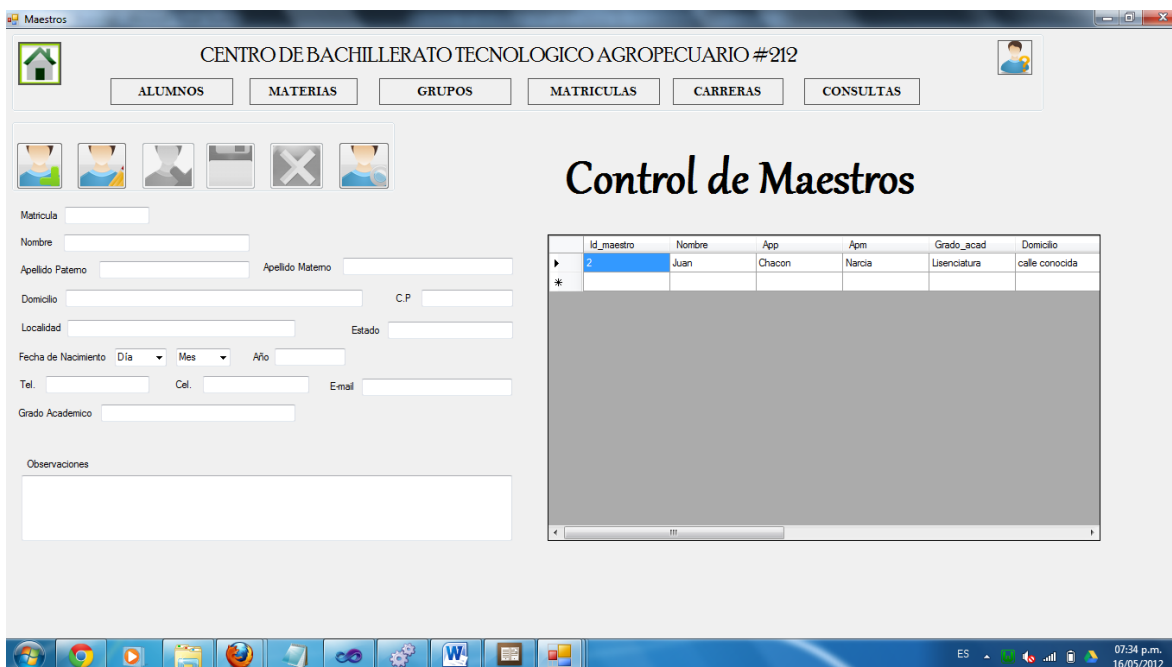 Maestros
CENTRO DE BACHILLERATO TECNOLOGICO AGROPECUARIO #212
ALUMNOS MATERIAS GRUPOS MATRICULAS CARRERAS CONSULTAS
Control de Maestros
Matricula
Nombre
Apellido Paterno Apellido Materno
Domicilio C.P
Localidad Estado
Fecha de Nacimiento Día Mes Año
Tel. Cel. E-mail
Grado Academico
Observaciones
Id_maestro Nombre App Apm Grado_acad Domicilio
2 Juan Chacon Narcia Lisenciatura calle conocida
ES 07:34 p.m.
16/05/2012